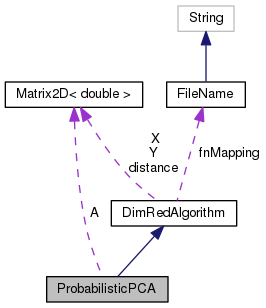 String
Matrix2D< double >
FileName
X
Y
distance
fnMapping
DimRedAlgorithm
A
ProbabilisticPCA